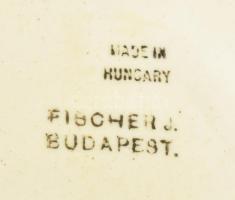 MADE IN
HUNGARY
FISCHER J.
BUDAPEST.